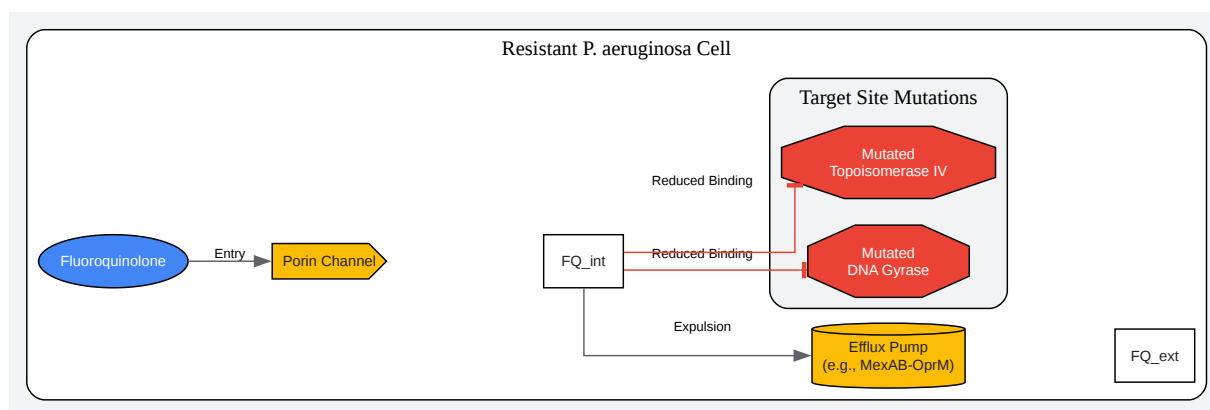 Resistant P. aeruginosa Cell
Target Site Mutations
Mutated
Topoisomerase IV
Reduced Binding
Fluoroquinolone
Entry
Porin Channel
FQ_int
Reduced Binding
Mutated
DNA Gyrase
Expulsion
Efflux Pump
(e.g., MexAB-OprM)
FQ_ext